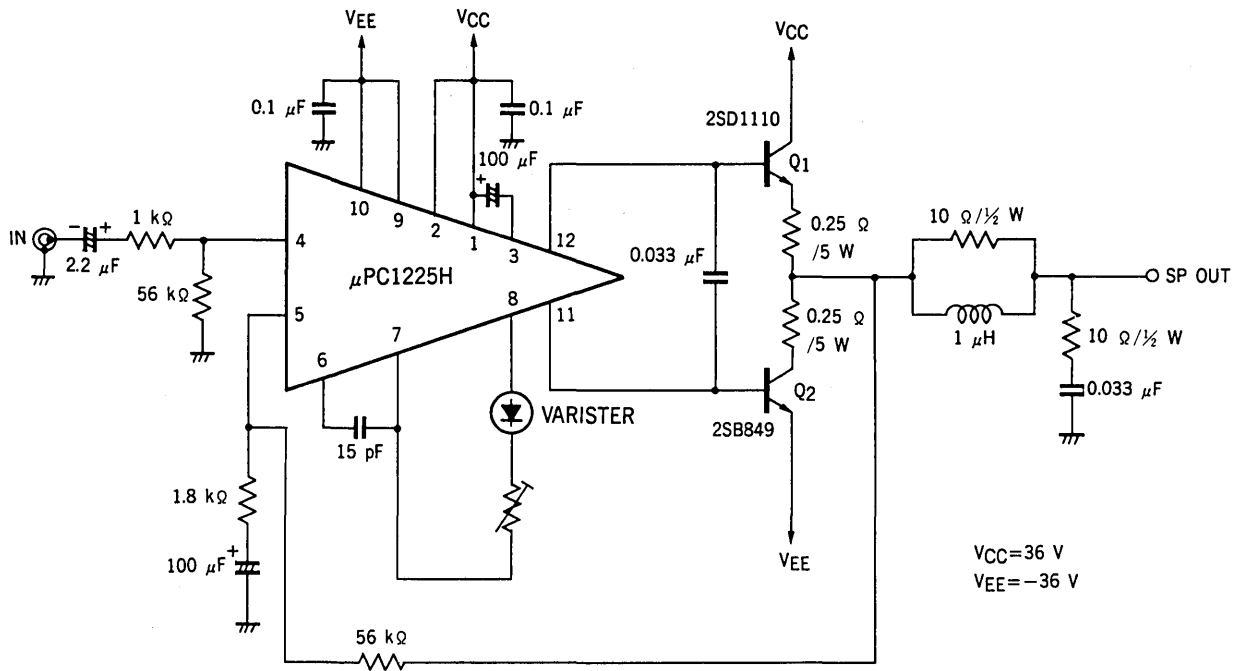 VEE
VCC
VCC
0.1 μF
0.1 μF
2SD1110
100 μF
+
Q1
10
9
2
1
3
12
IN
- +
1 kΩ
4
2.2 μF
0.25 Ω
/5 W
10 Ω/½ W
0.033 μF
μPC1225H
SP OUT
56 kΩ
5
8
11
0.25 Ω
/5 W
1 μH
10 Ω/½ W
7
6
Q2
0.033 μF
VARISTER
2SB849
15 pF
1.8 kΩ
+
100 μF
VEE
VCC=36 V
VEE=-36 V
56 kΩ